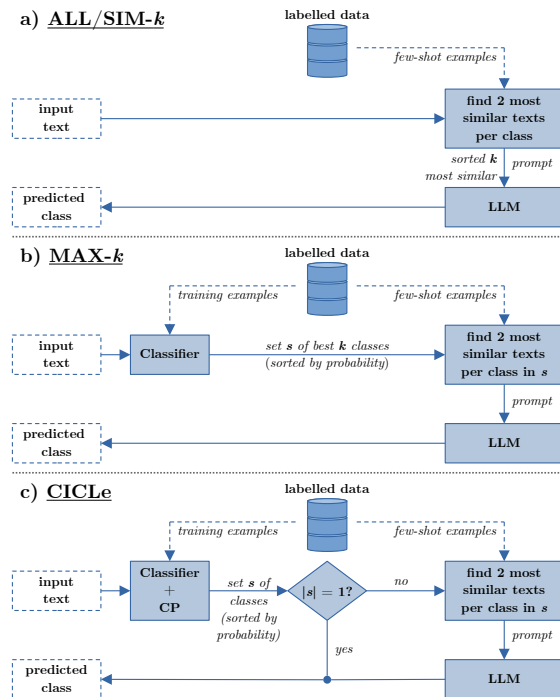 a) ALL/SIM-k
labelled data
few-shot examples
input
text
find 2 most
similar texts
per class
sorted k
most similar
prompt
predicted
class
LLM
b) MAX-k
labelled data
training examples
few-shot examples
input
text
Classifier
set s of best k classes
(sorted by probability)
find 2 most
similar texts
per class in s
prompt
predicted
class
LLM
c) CICLe
labelled data
training examples
few-shot examples
input
text
Classifier
+
CP
set s of
classes
(sorted by
probability)
|s| = 1?
no
find 2 most
similar texts
per class in s
yes
prompt
predicted
class
LLM